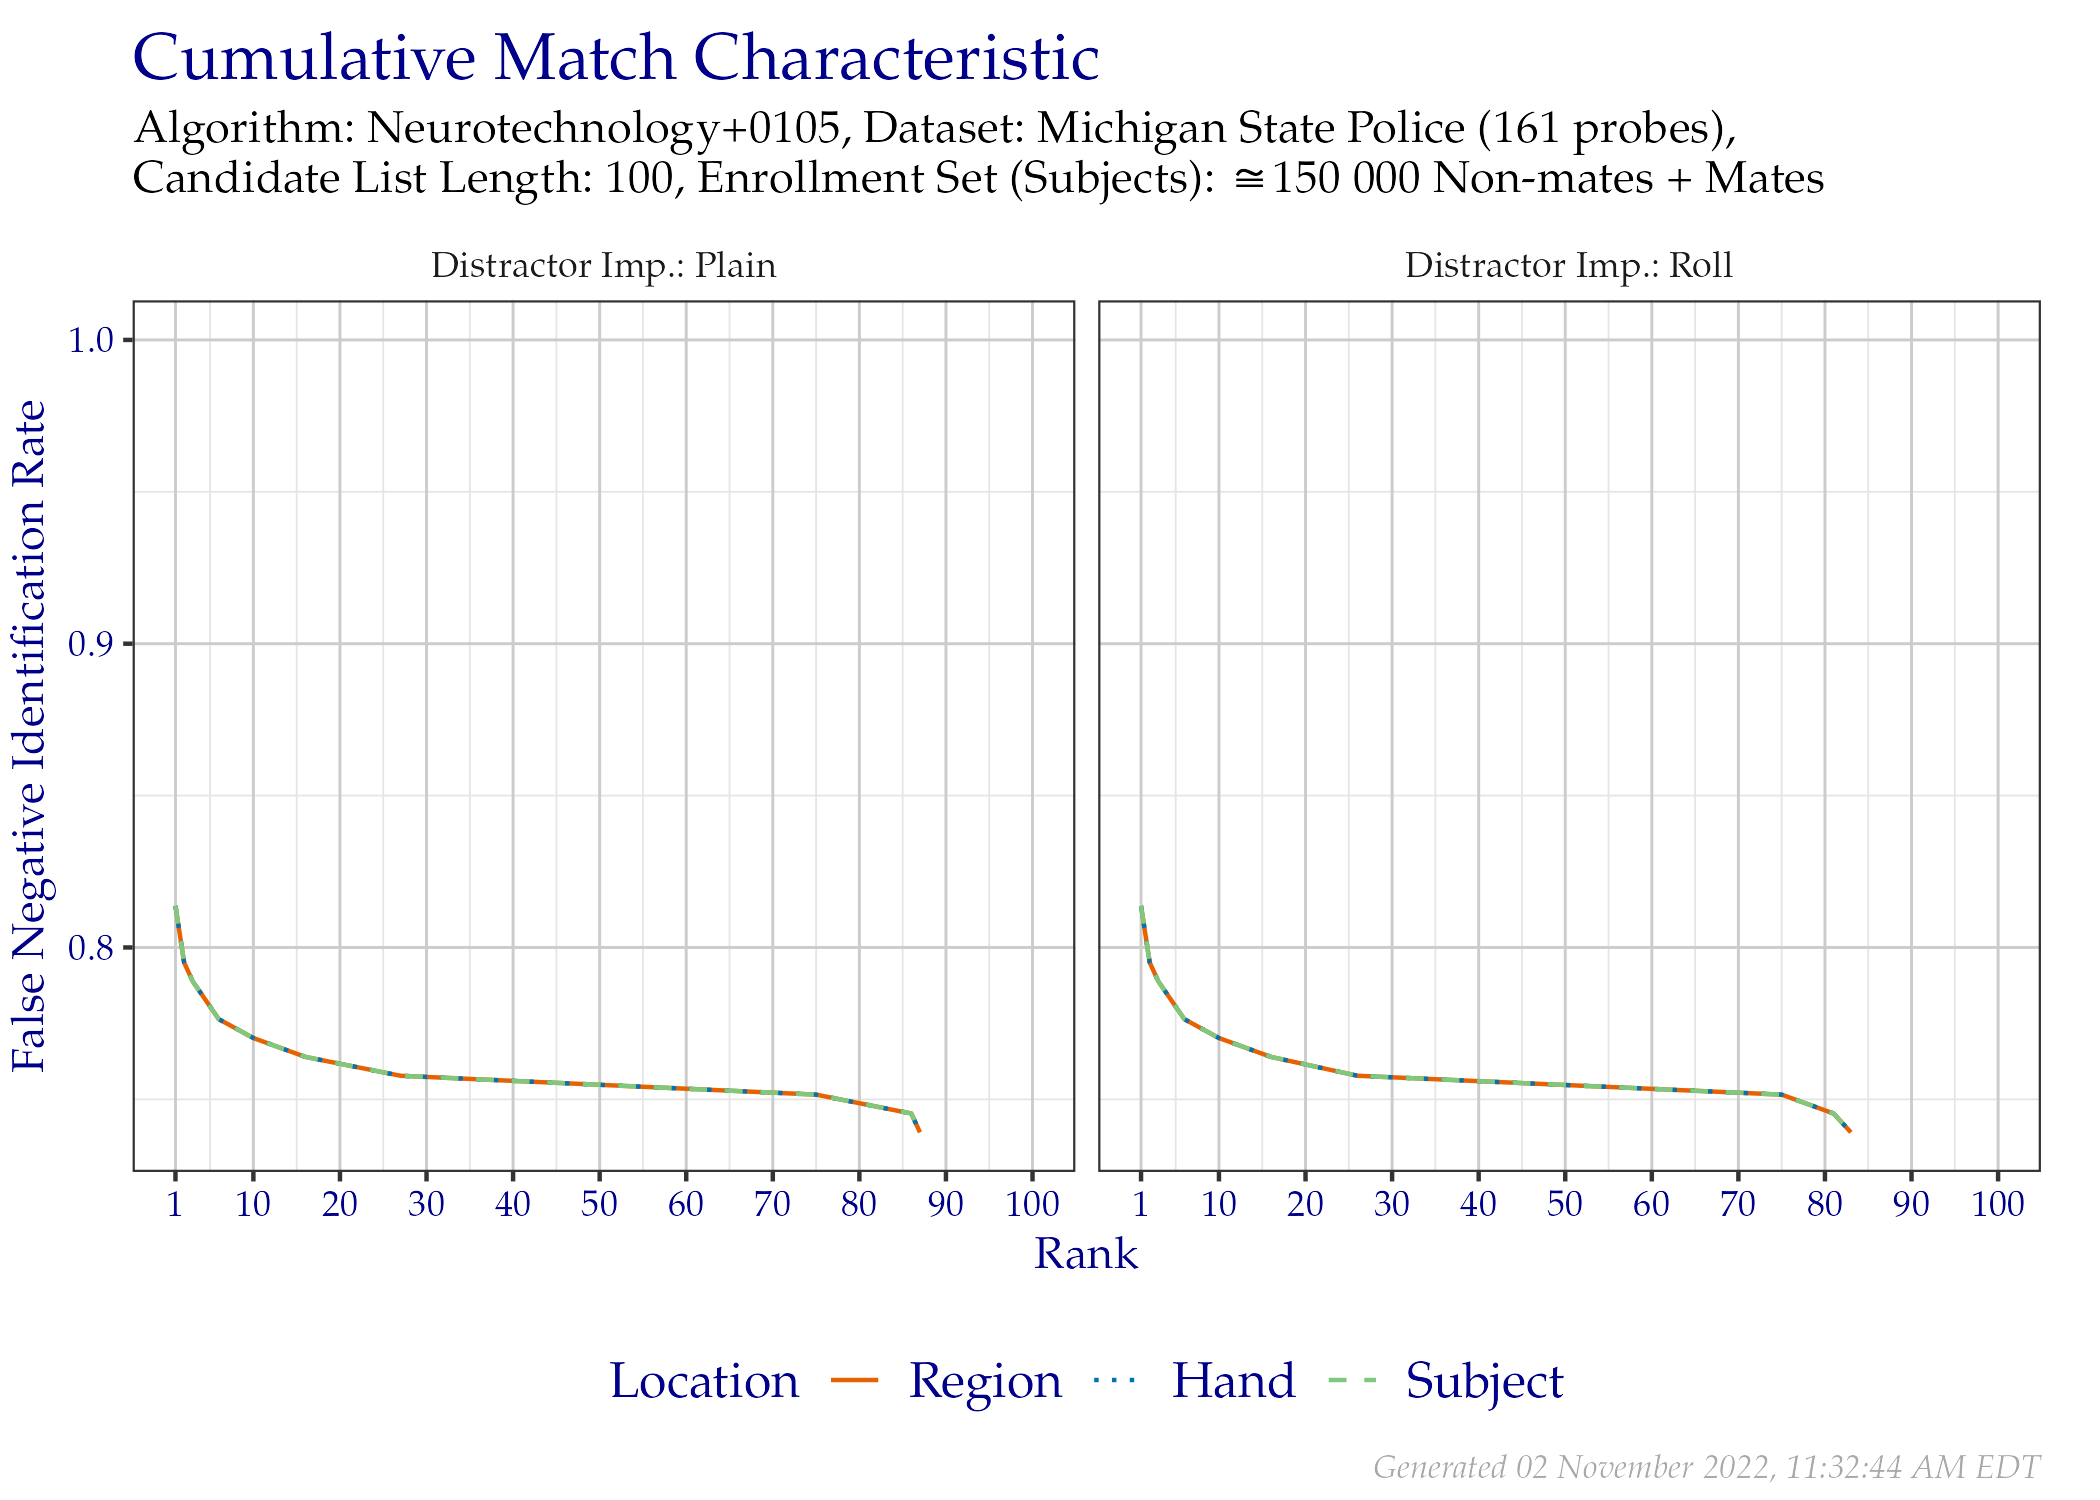 Cumulative Match Characteristic
Algorithm: Neurotechnology+0105, Dataset: Michigan State Police (161 probes),
Candidate List Length: 100, Enrollment Set (Subjects): ≅150 000 Non-mates + Mates
Distractor Imp.: Plain
Distractor Imp.: Roll
False Negative Identification Rate
1.0
0.9
0.8
1 10 20 30 40 50 60 70 80 90 100
1 10 20 30 40 50 60 70 80 90 100
Rank
Location Region Hand Subject
Generated 02 November 2022, 11:32:44 AM EDT